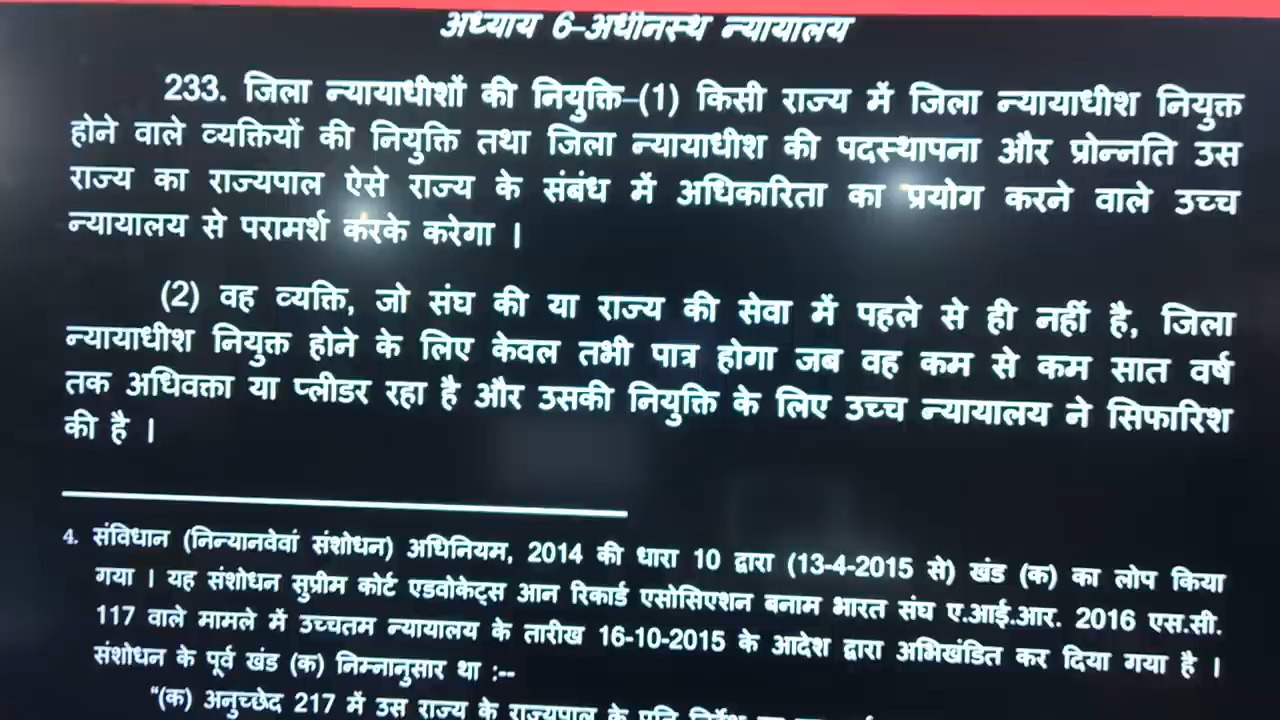 अध्याय 6-अधीनस्थ न्यायालय
233. जिला न्यायाधीशों की नियुक्ति–(1) किसी राज्य में जिला न्यायाधीश नियुक्त
होने वाले व्यक्तियों की नियुक्ति तथा जिला न्यायाधीश की पदस्थापना और प्रोन्नति उस
राज्य का राज्यपाल ऐसे राज्य के संबंध में अधिकारिता का प्रयोग करने वाले उच्च
न्यायालय से परामर्श करके करेगा ।
(2) वह व्यक्ति, जो संघ की या राज्य की सेवा में पहले से ही नहीं है, जिला
न्यायाधीश नियुक्त होने के लिए केवल तभी पात्र होगा जब वह कम से कम सात वर्ष
तक अधिवक्ता या प्लीडर रहा है और उसकी नियुक्ति के लिए उच्च न्यायालय ने सिफारिश
की है ।
4. संविधान (निन्यानवेवां संशोधन) अधिनियम, 2014 की धारा 10 द्वारा (13-4-2015 से) खंड (क) का लोप किया
गया । यह संशोधन सुप्रीम कोर्ट एडवोकेट्स आन रिकार्ड एसोसिएशन बनाम भारत संघ ए.आई.आर. 2016 एस.सी.
117 वाले मामले में उच्चतम न्यायालय के तारीख 16-10-2015 के आदेश द्वारा अभिखंडित कर दिया गया है ।
संशोधन के पूर्व खंड (क) निम्नानुसार था :--
"(क) अनुच्छेद 217 में उस राज्य के राज्यपाल के प्रति निर्देश